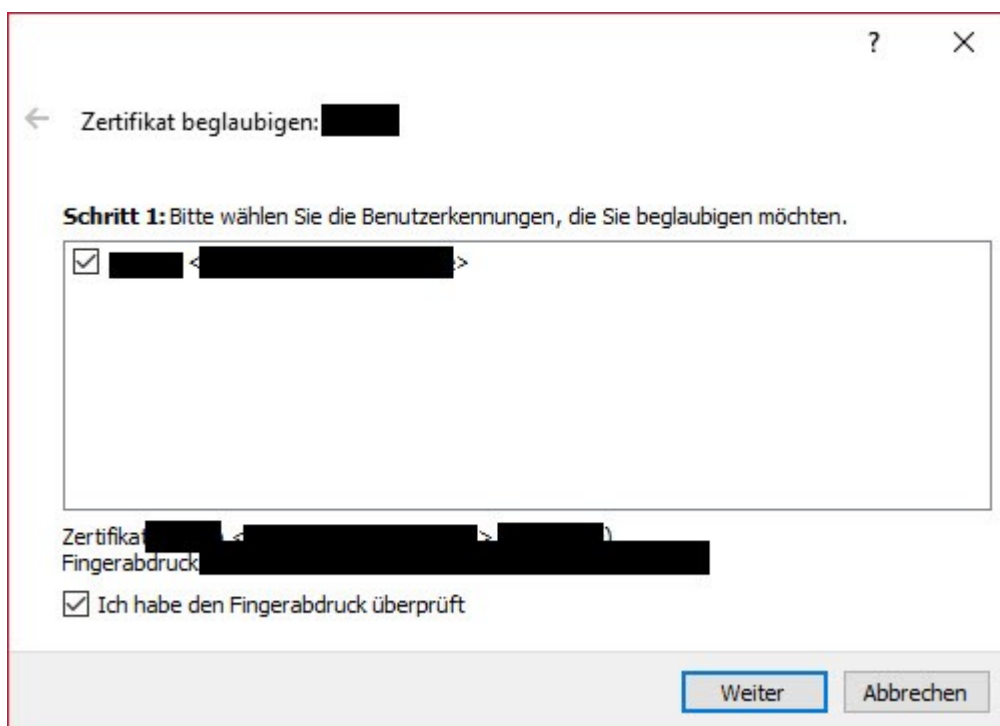 ?
Zertifikat beglaubigen:
Schritt 1: Bitte wählen Sie die Benutzerkennungen, die Sie beglaubigen möchten.
< >
Zertifikat < > )
Fingerabdruck
Ich habe den Fingerabdruck überprüft
Weiter Abbrechen